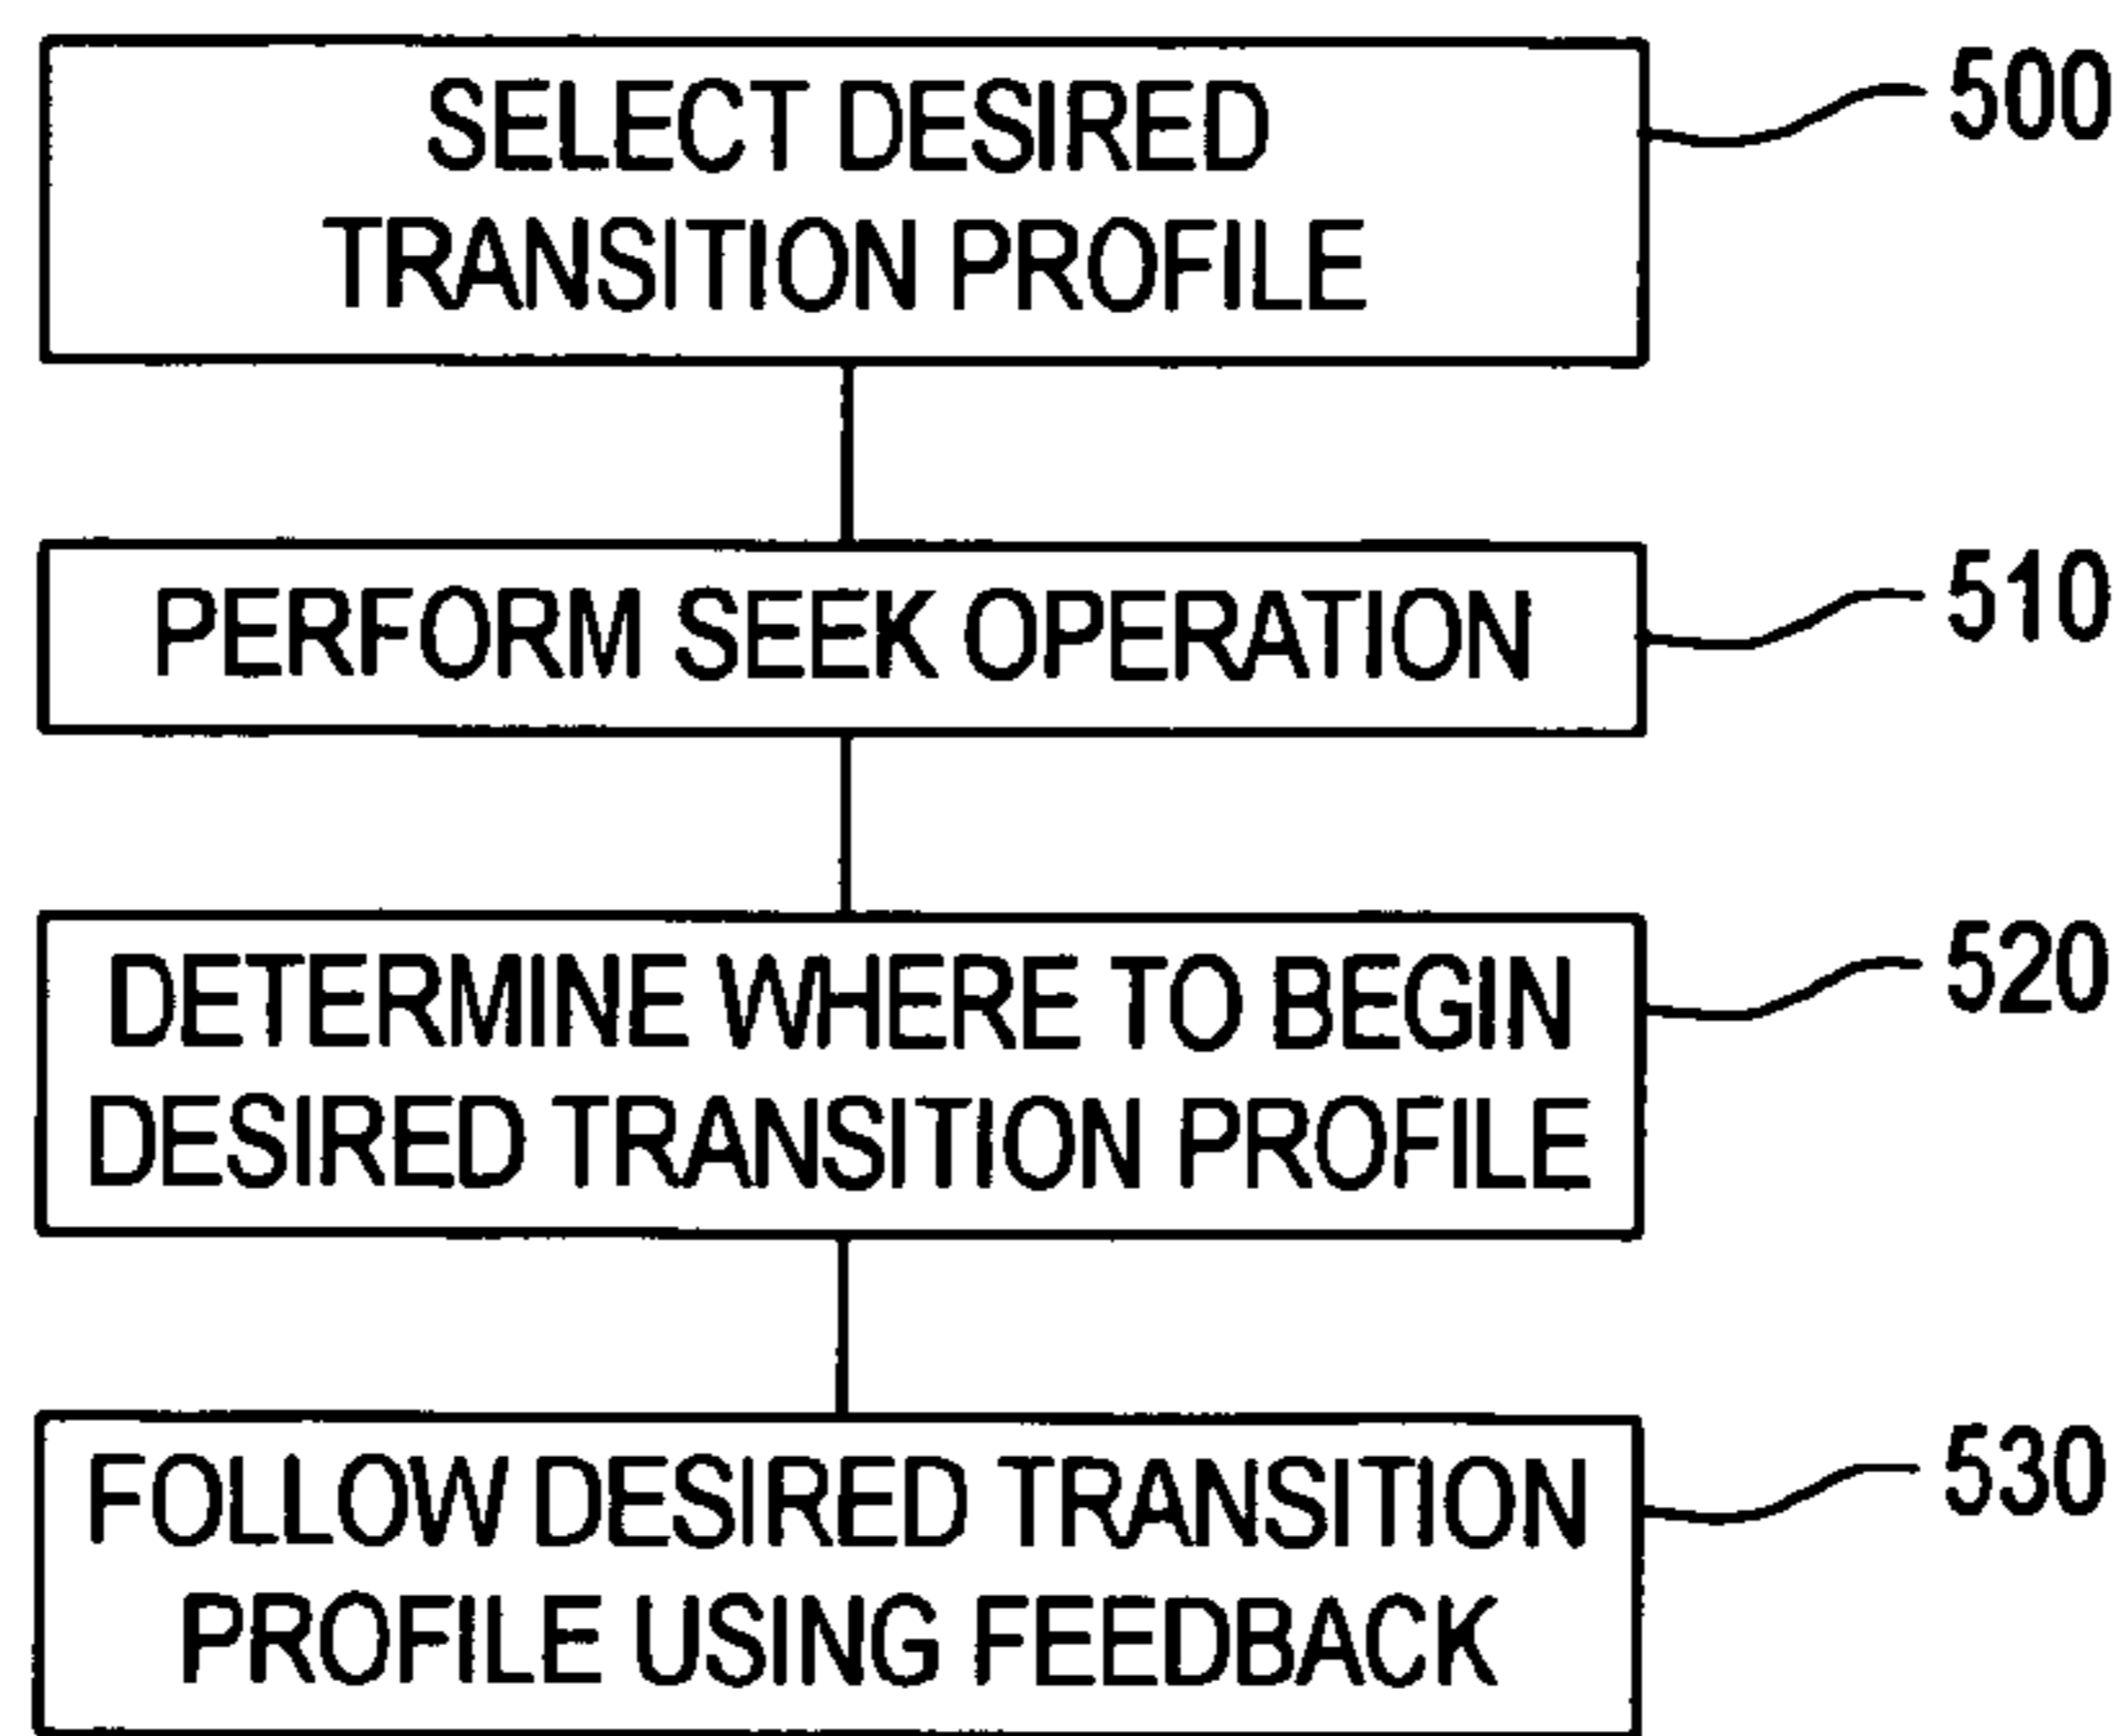 SELECT DESIRED
TRANSITION PROFILE
500
PERFORM SEEK OPERATION
510
DETERMINE WHERE TO BEGIN
DESIRED TRANSITION PROFILE
520
FOLLOW DESIRED TRANSITION
PROFILE USING FEEDBACK
530